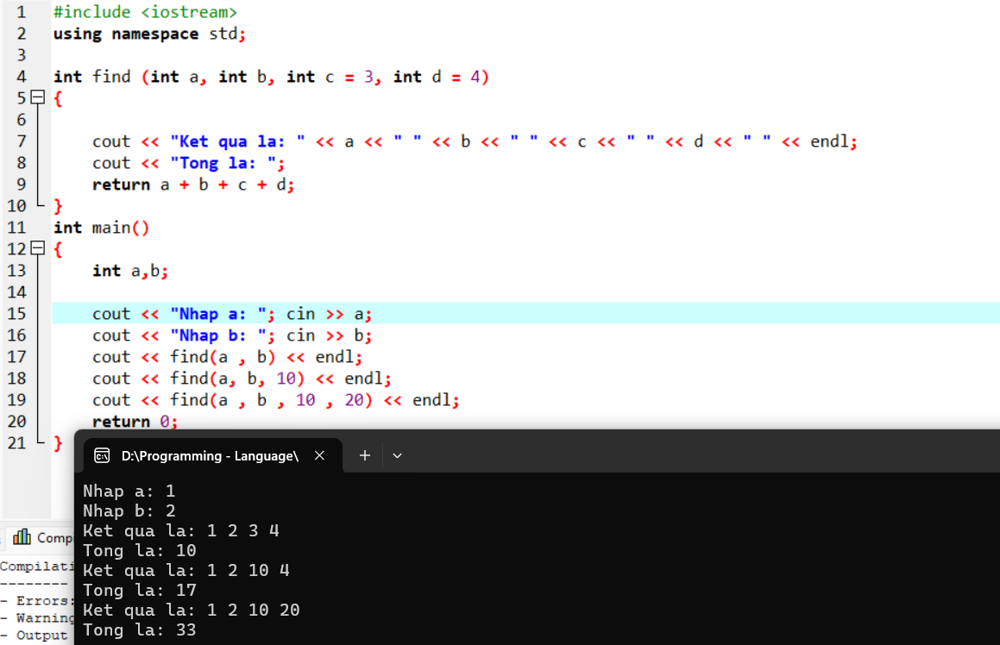 1 #include <iostream>
2 using namespace std;
3
4 int find (int a, int b, int c = 3, int d = 4)
5 {
6
7 cout << "Ket qua la: " << a << " " << b << " " << c << " " << d << " " << endl;
8 cout << "Tong la: ";
9 return a + b + c + d;
10 }
11 int main()
12 {
13 int a,b;
14
15 cout << "Nhap a: "; cin >> a;
16 cout << "Nhap b: "; cin >> b;
17 cout << find(a , b) << endl;
18 cout << find(a, b, 10) << endl;
19 cout << find(a , b , 10 , 20) << endl;
20 return 0;
21 }
D:\Programming - Language\
Nhap a: 1
Nhap b: 2
Ket qua la: 1 2 3 4
Tong la: 10
Ket qua la: 1 2 10 4
Tong la: 17
Ket qua la: 1 2 10 20
Tong la: 33
Compi
Compilati
--------
- Errors:
- Warning
- Output